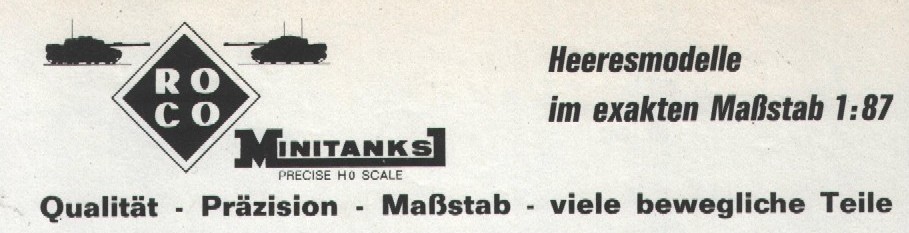 RO
CO
MINITANKS
PRECISE H0 SCALE
Heeresmodelle
im exakten Maßstab 1:87
Qualität - Präzision - Maßstab - viele bewegliche Teile